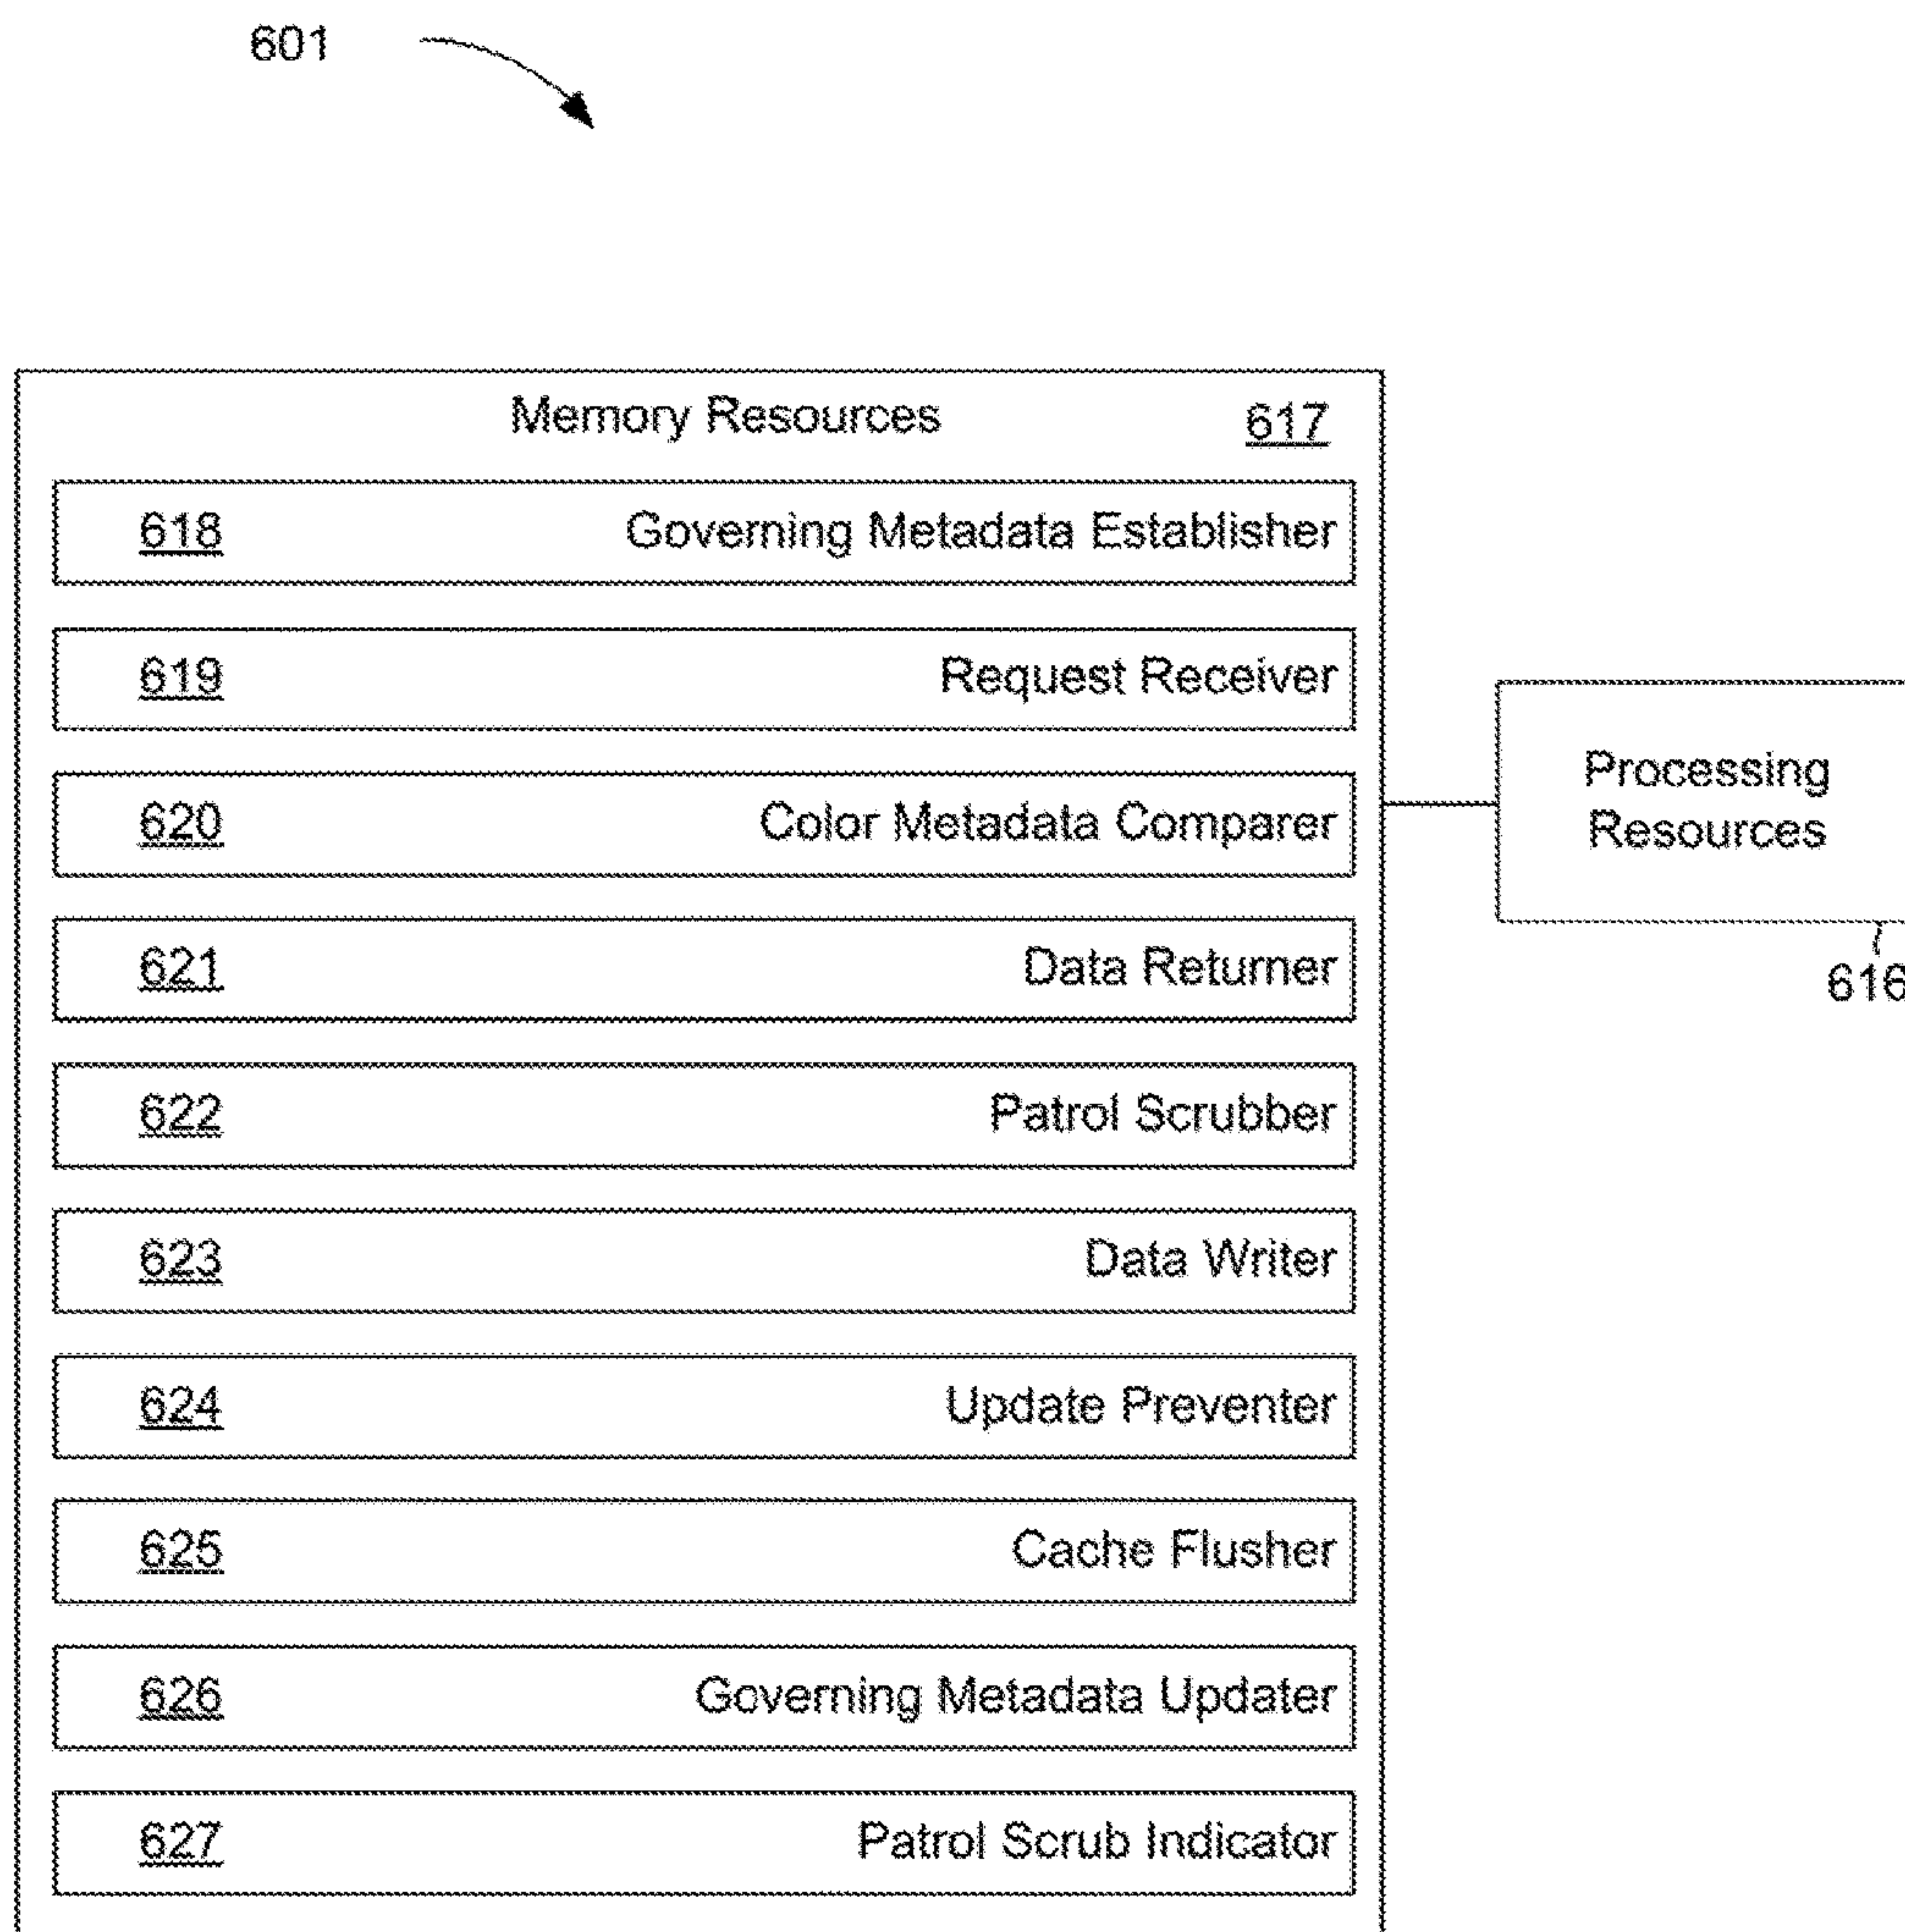 601
Memory Resources 617
618 Governing Metadata Establisher
619 Request Receiver
620 Color Metadata Comparer
621 Data Returner
622 Patrol Scrubber
623 Data Writer
624 Update Preventer
625 Cache Flusher
626 Governing Metadata Updater
627 Patrol Scrub Indicator
Processing
Resources
616